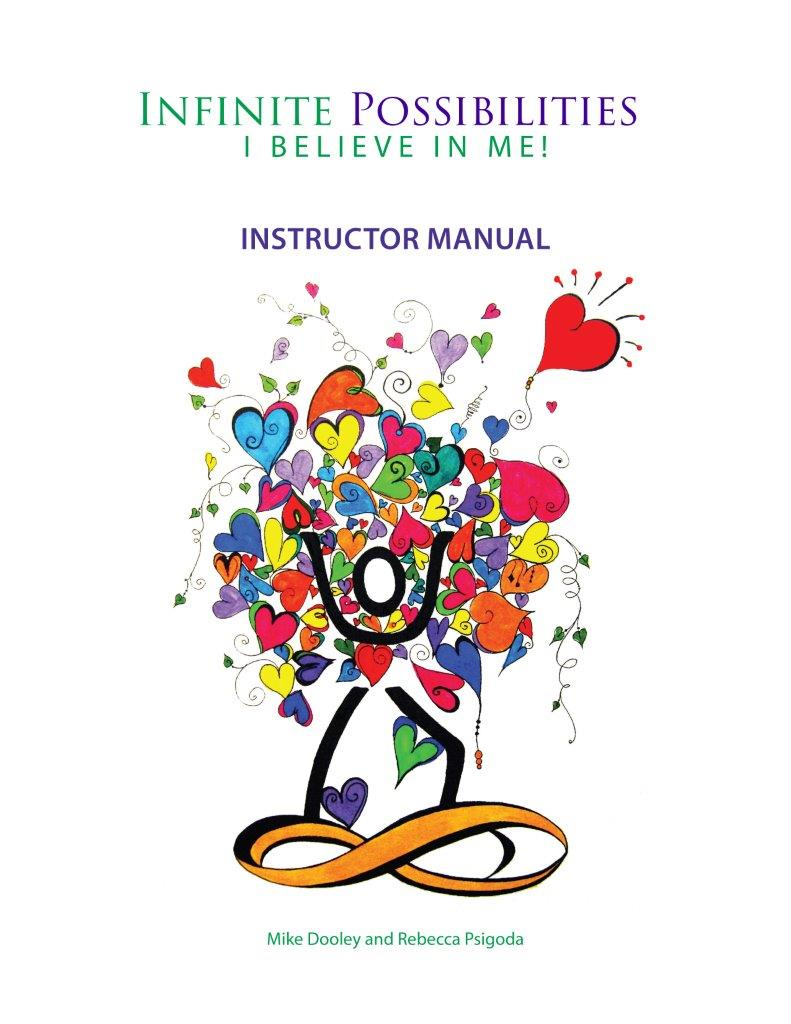 INFINITE POSSIBILITIES
I BELIEVE IN ME!
INSTRUCTOR MANUAL
Mike Dooley and Rebecca Psigoda